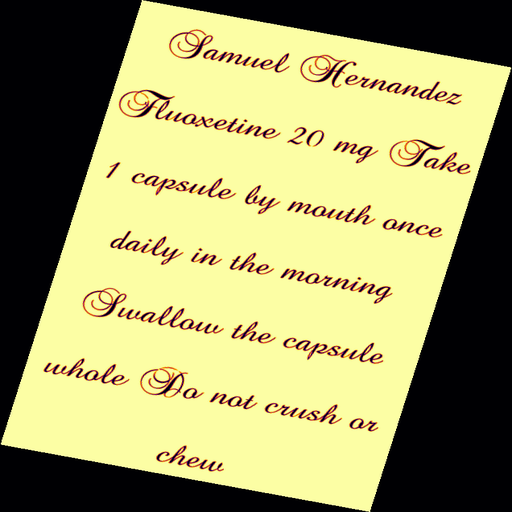 Samuel Hernandez
Fluoxetine 20 mg Take
1 capsule by mouth once
daily in the morning
Swallow the capsule
whole Do not crush or
chew